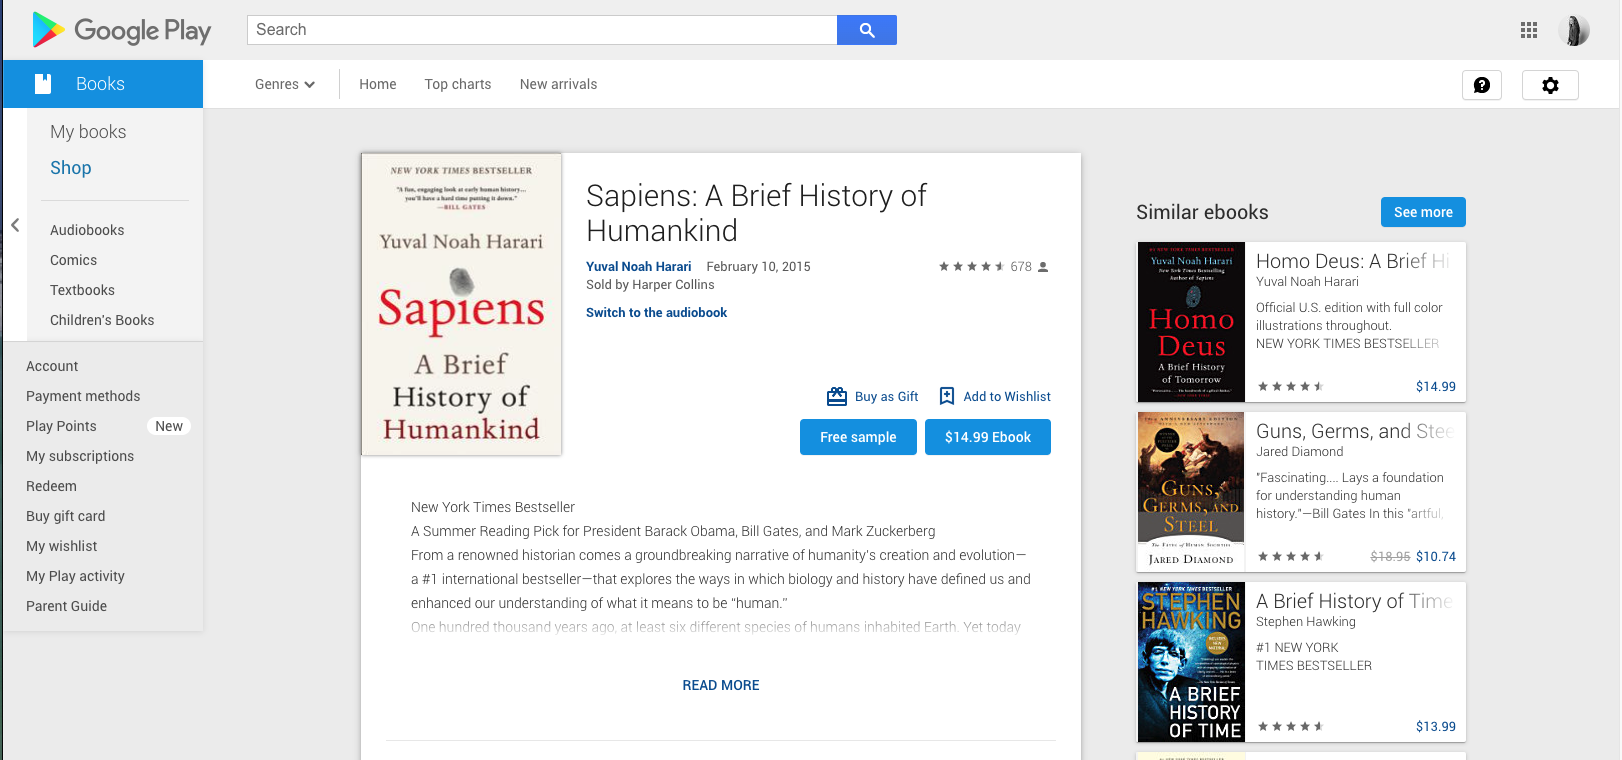 Google Play
Search
Books
Genres
Home
Top charts
New arrivals
My books
Shop
Audiobooks
Comics
Textbooks
Children's Books
Account
Payment methods
Play Points New
My subscriptions
Redeem
Buy gift card
My wishlist
My Play activity
Parent Guide
NEW YORK TIMES BESTSELLER
"A fun, engaging look at early human history...
you'll have a hard time putting it down."
—BILL GATES
Yuval Noah Harari
Sapiens
A Brief
History of
Humankind
Sapiens: A Brief History of
Humankind
Yuval Noah Harari February 10, 2015
678
Sold by Harper Collins
Switch to the audiobook
Buy as Gift
Add to Wishlist
Free sample
$14.99 Ebook
New York Times Bestseller
A Summer Reading Pick for President Barack Obama, Bill Gates, and Mark Zuckerberg
From a renowned historian comes a groundbreaking narrative of humanity's creation and evolution—
a #1 international bestseller—that explores the ways in which biology and history have defined us and
enhanced our understanding of what it means to be “human.”
One hundred thousand years ago, at least six different species of humans inhabited Earth. Yet today
READ MORE
Similar ebooks
See more
#1 NEW YORK TIMES BESTSELLER
Yuval Noah Harari
New York Times Bestselling
Author of Sapiens
Homo
Deus
A Brief History
of Tomorrow
Homo Deus: A Brief Hi
Yuval Noah Harari
Official U.S. edition with full color
illustrations throughout.
NEW YORK TIMES BESTSELLER
$14.99
GUNS,
GERMS, AND
STEEL
JARED DIAMOND
Guns, Germs, and Stee
Jared Diamond
"Fascinating.... Lays a foundation
for understanding human
history."—Bill Gates In this "artful,
$18.95 $10.74
#1 NEW YORK TIMES BESTSELLER
STEPHEN
HAWKING
A BRIEF
HISTORY
OF TIME
A Brief History of Time
Stephen Hawking
#1 NEW YORK
TIMES BESTSELLER
$13.99